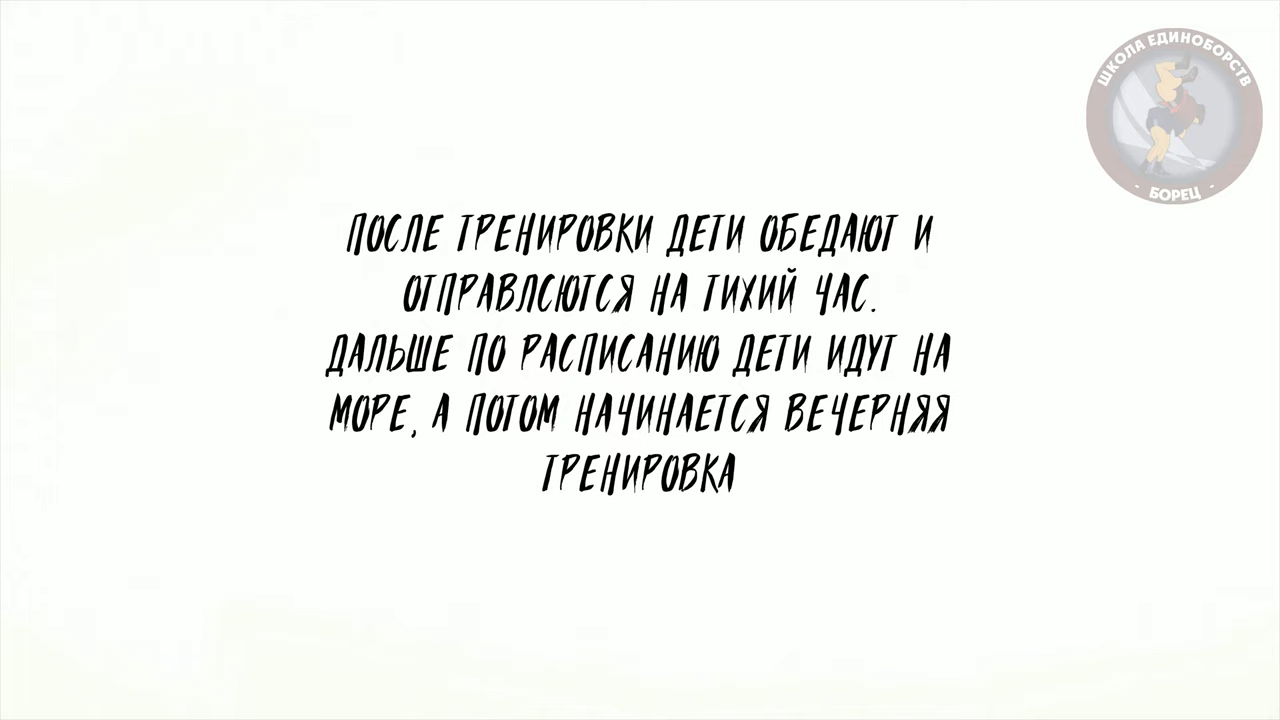 ШКОЛА ЕДИНОБОРСТВ
- БОРЕЦ -
ПОСЛЕ ТРЕНИРОВКИ ДЕТИ ОБЕДАЮТ И
ОТПРАВЛСЮТСЯ НА ТИХИЙ ЧАС.
ДАЛЬШЕ ПО РАСПИСАНИЮ ДЕТИ ИДУТ НА
МОРЕ, А ПОТОМ НАЧИНАЕТСЯ ВЕЧЕРНЯЯ
ТРЕНИРОВКА